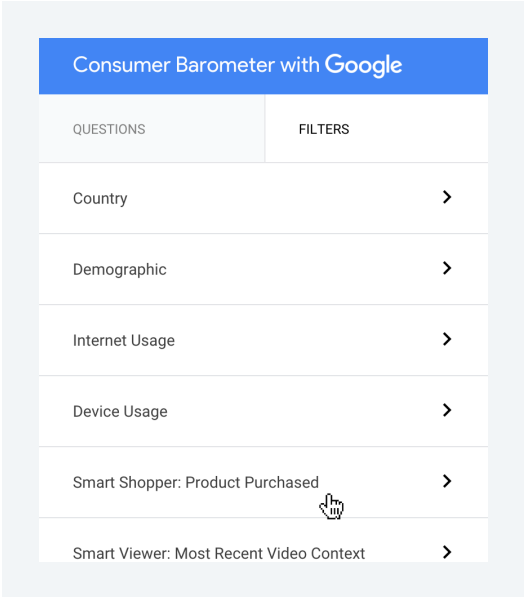 Consumer Barometer with Google
QUESTIONS
FILTERS
Country
Demographic
Internet Usage
Device Usage
Smart Shopper: Product Purchased
Smart Viewer: Most Recent Video Context